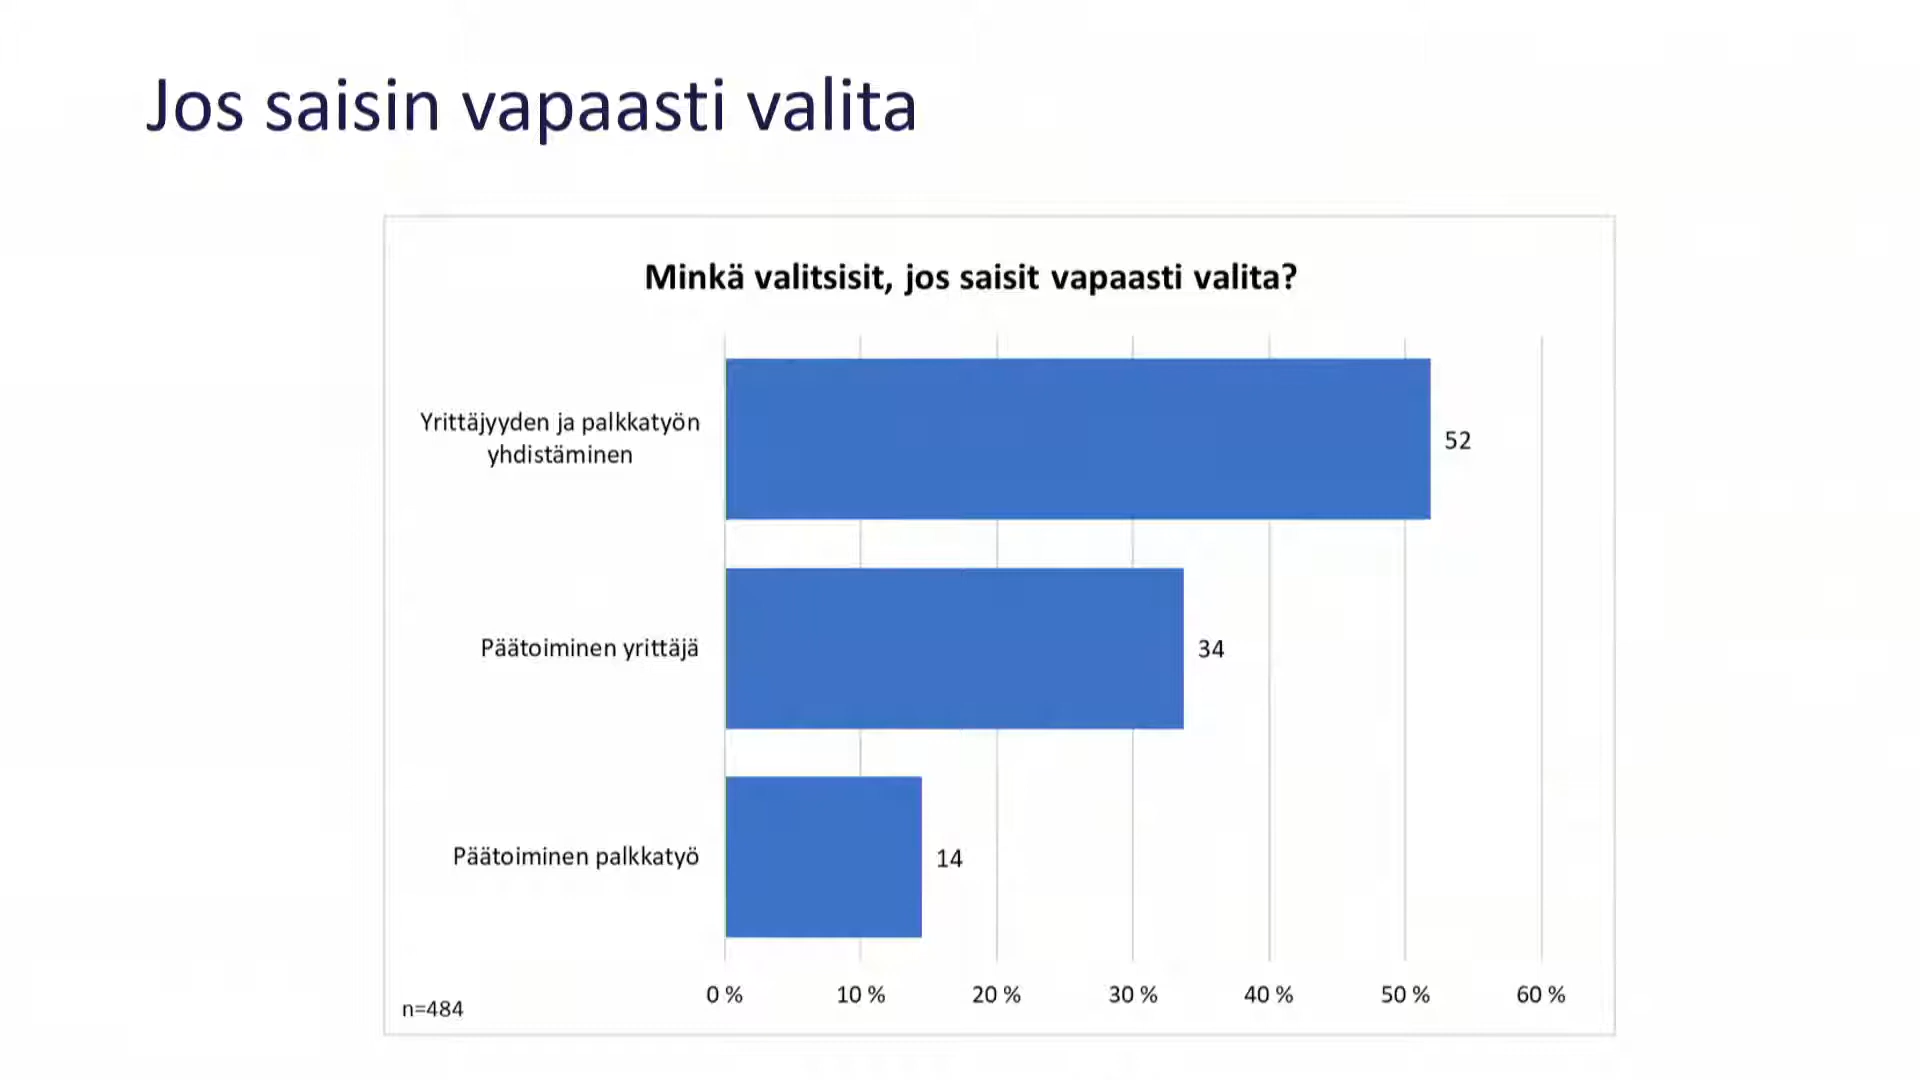 Jos saisin vapaasti valita
Minkä valitsisit, jos saisit vapaasti valita?
Yrittäjyyden ja palkkatyön
yhdistäminen
52
Päätoiminen yrittäjä
34
Päätoiminen palkkatyö
14
0 % 10 % 20 % 30 % 40 % 50 % 60 %
n=484